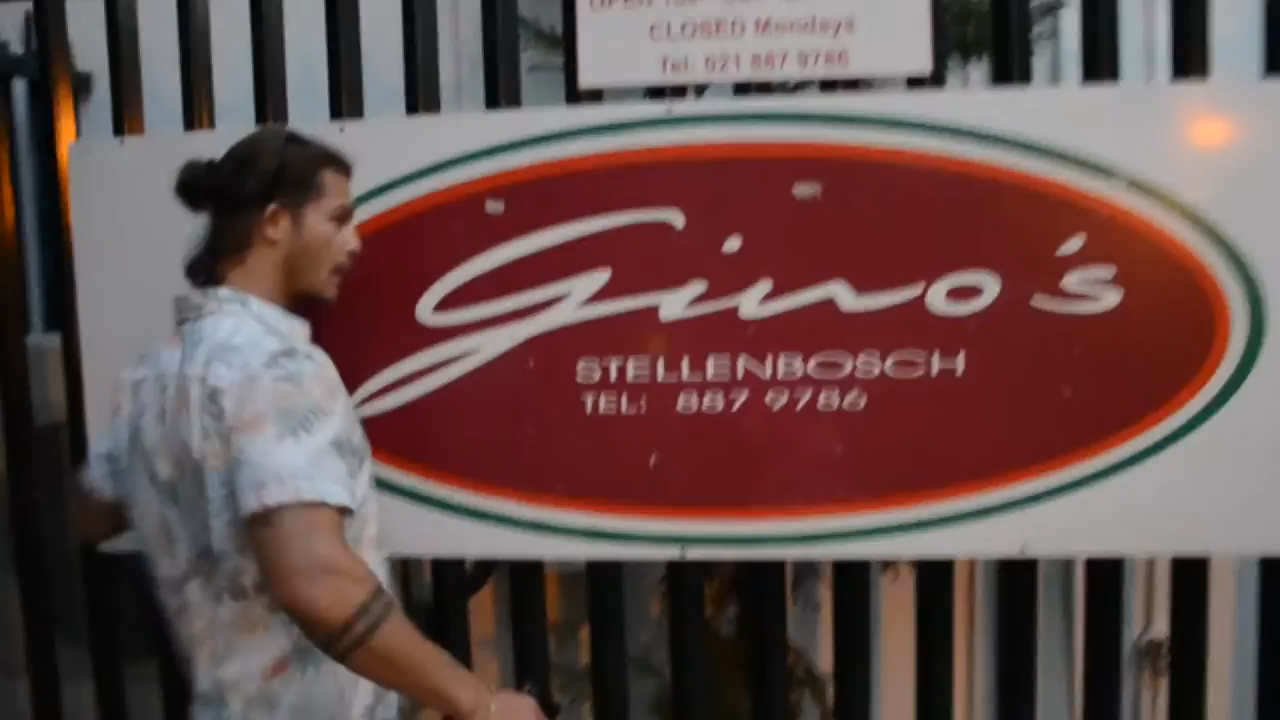 CLOSED Mondays
Tel: 021 887 9786
Gino's
STELLENBOSCH
TEL: 887 9786